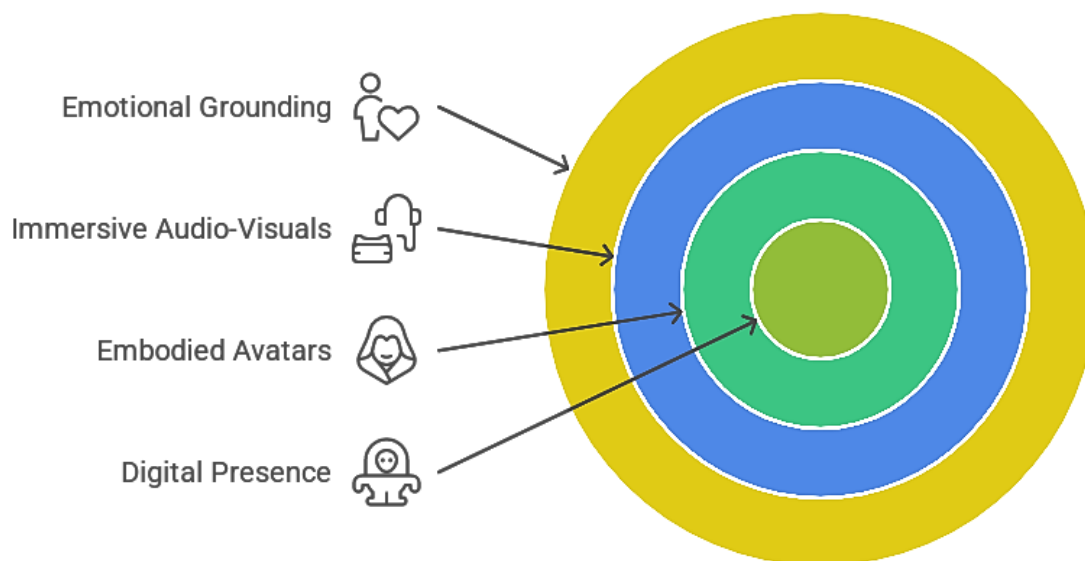 Emotional Grounding
Immersive Audio-Visuals
Embodied Avatars
Digital Presence